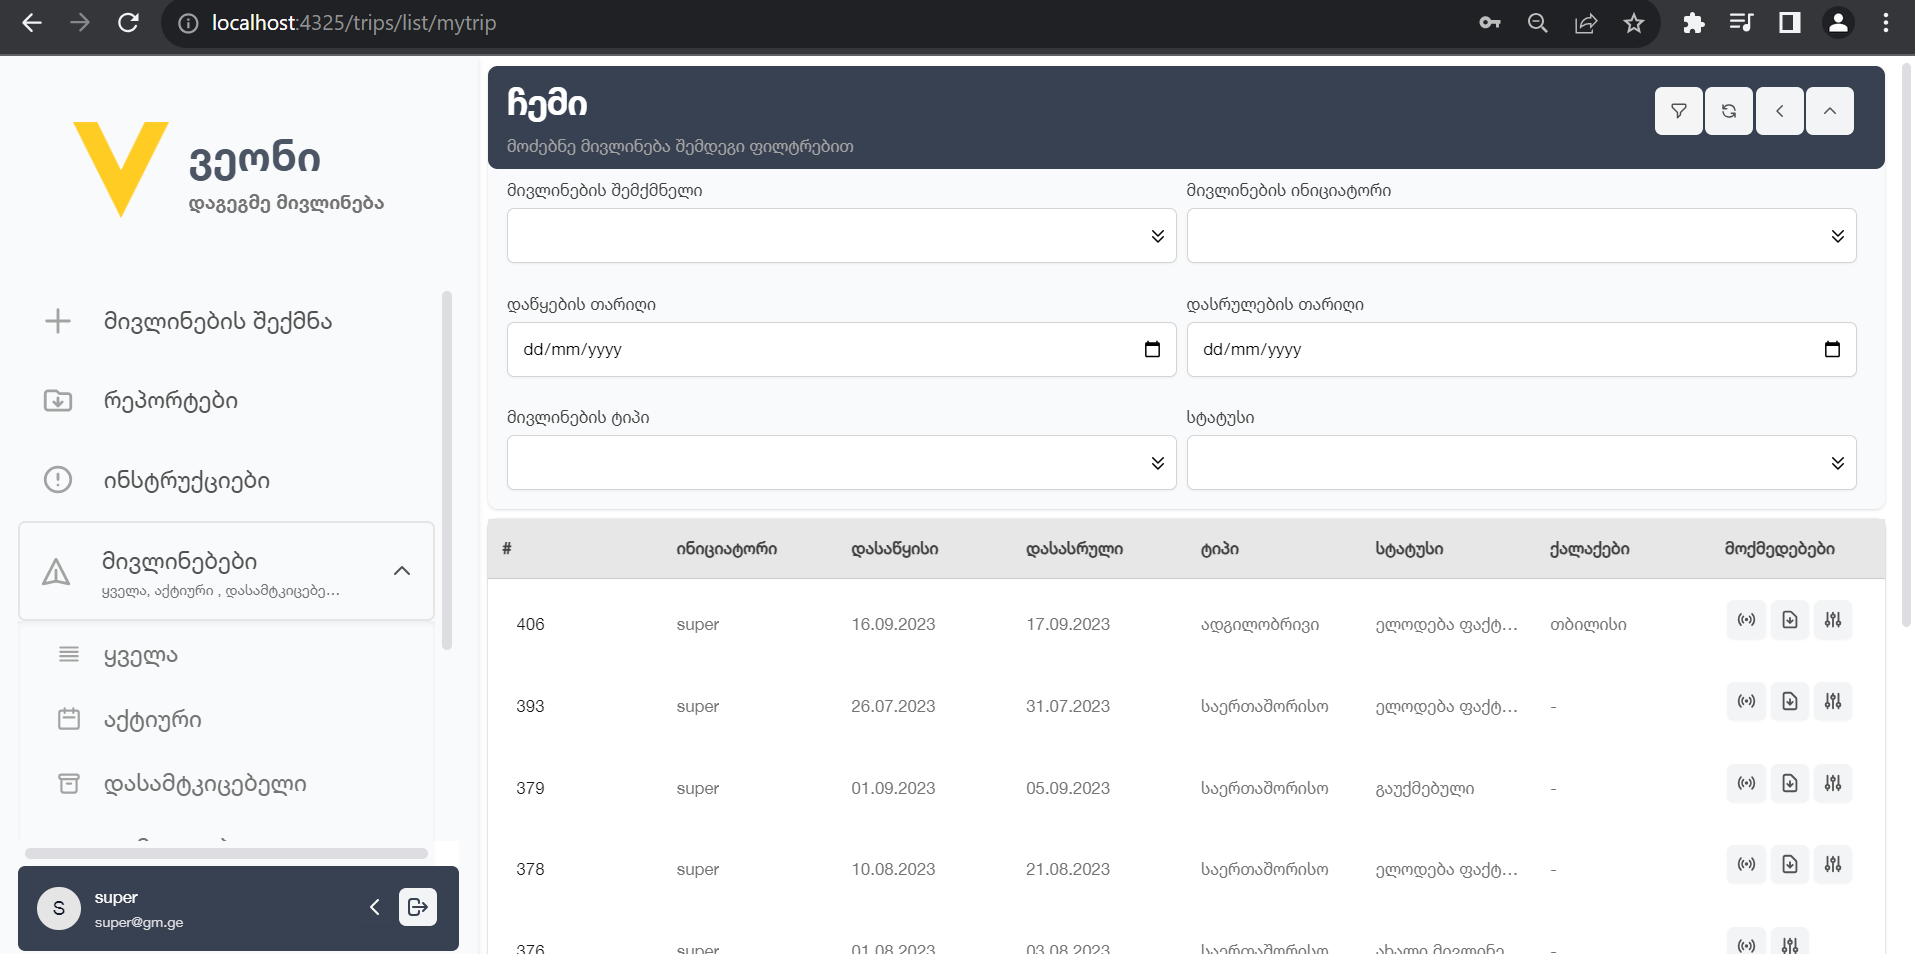 localhost:4325/trips/list/mytrip
ვეონი
დაგეგმე მივლინება
მივლინების შექმნა
რეპორტები
ინსტრუქციები
მივლინებები
ყველა, აქტიური , დასამტკიცებე...
ყველა
აქტიური
დასამტკიცებელი
S
super
super@gm.ge
ჩემი
მოძებნე მივლინება შემდეგი ფილტრებით
მივლინების შემქმნელი
მივლინების ინიციატორი
დაწყების თარიღი
დასრულების თარიღი
dd/mm/yyyy
dd/mm/yyyy
მივლინების ტიპი
სტატუსი
# ინიციატორი დასაწყისი დასასრული ტიპი სტატუსი ქალაქები მოქმედებები
406 super 16.09.2023 17.09.2023 ადგილობრივი ელოდება ფაქტ... თბილისი
393 super 26.07.2023 31.07.2023 საერთაშორისო ელოდება ფაქტ... -
379 super 01.09.2023 05.09.2023 საერთაშორისო გაუქმებული -
378 super 10.08.2023 21.08.2023 საერთაშორისო ელოდება ფაქტ... -
376 super 01.08.2023 03.08.2023 საერთაშორისო ახალი მივლინე... -